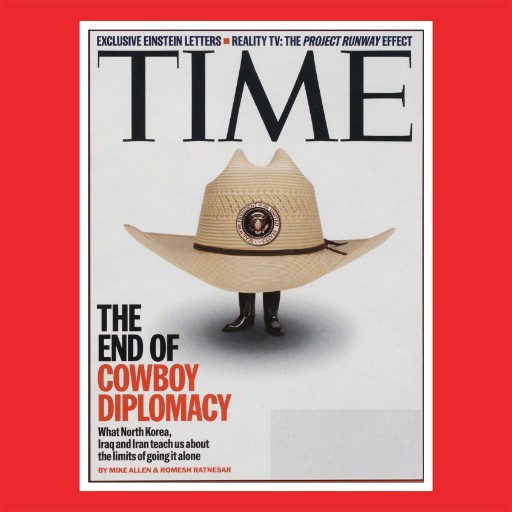 EXCLUSIVE EINSTEIN LETTERS ■ REALITY TV: THE PROJECT RUNWAY EFFECT
TIME
THE
END OF
COWBOY
DIPLOMACY
What North Korea,
Iraq and Iran teach us about
the limits of going it alone
BY MIKE ALLEN & ROMESH RATNESAR